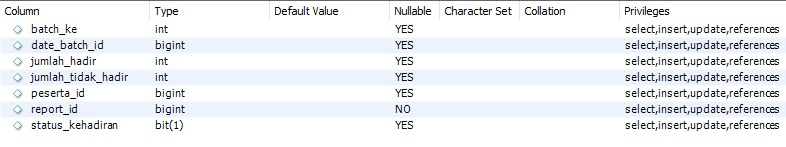 Column Type Default Value Nullable Character Set Collation Privileges
batch_ke int YES select,insert,update,references
date_batch_id bigint YES select,insert,update,references
jumlah_hadir int YES select,insert,update,references
jumlah_tidak_hadir int YES select,insert,update,references
peserta_id bigint YES select,insert,update,references
report_id bigint NO select,insert,update,references
status_kehadiran bit(1) YES select,insert,update,references